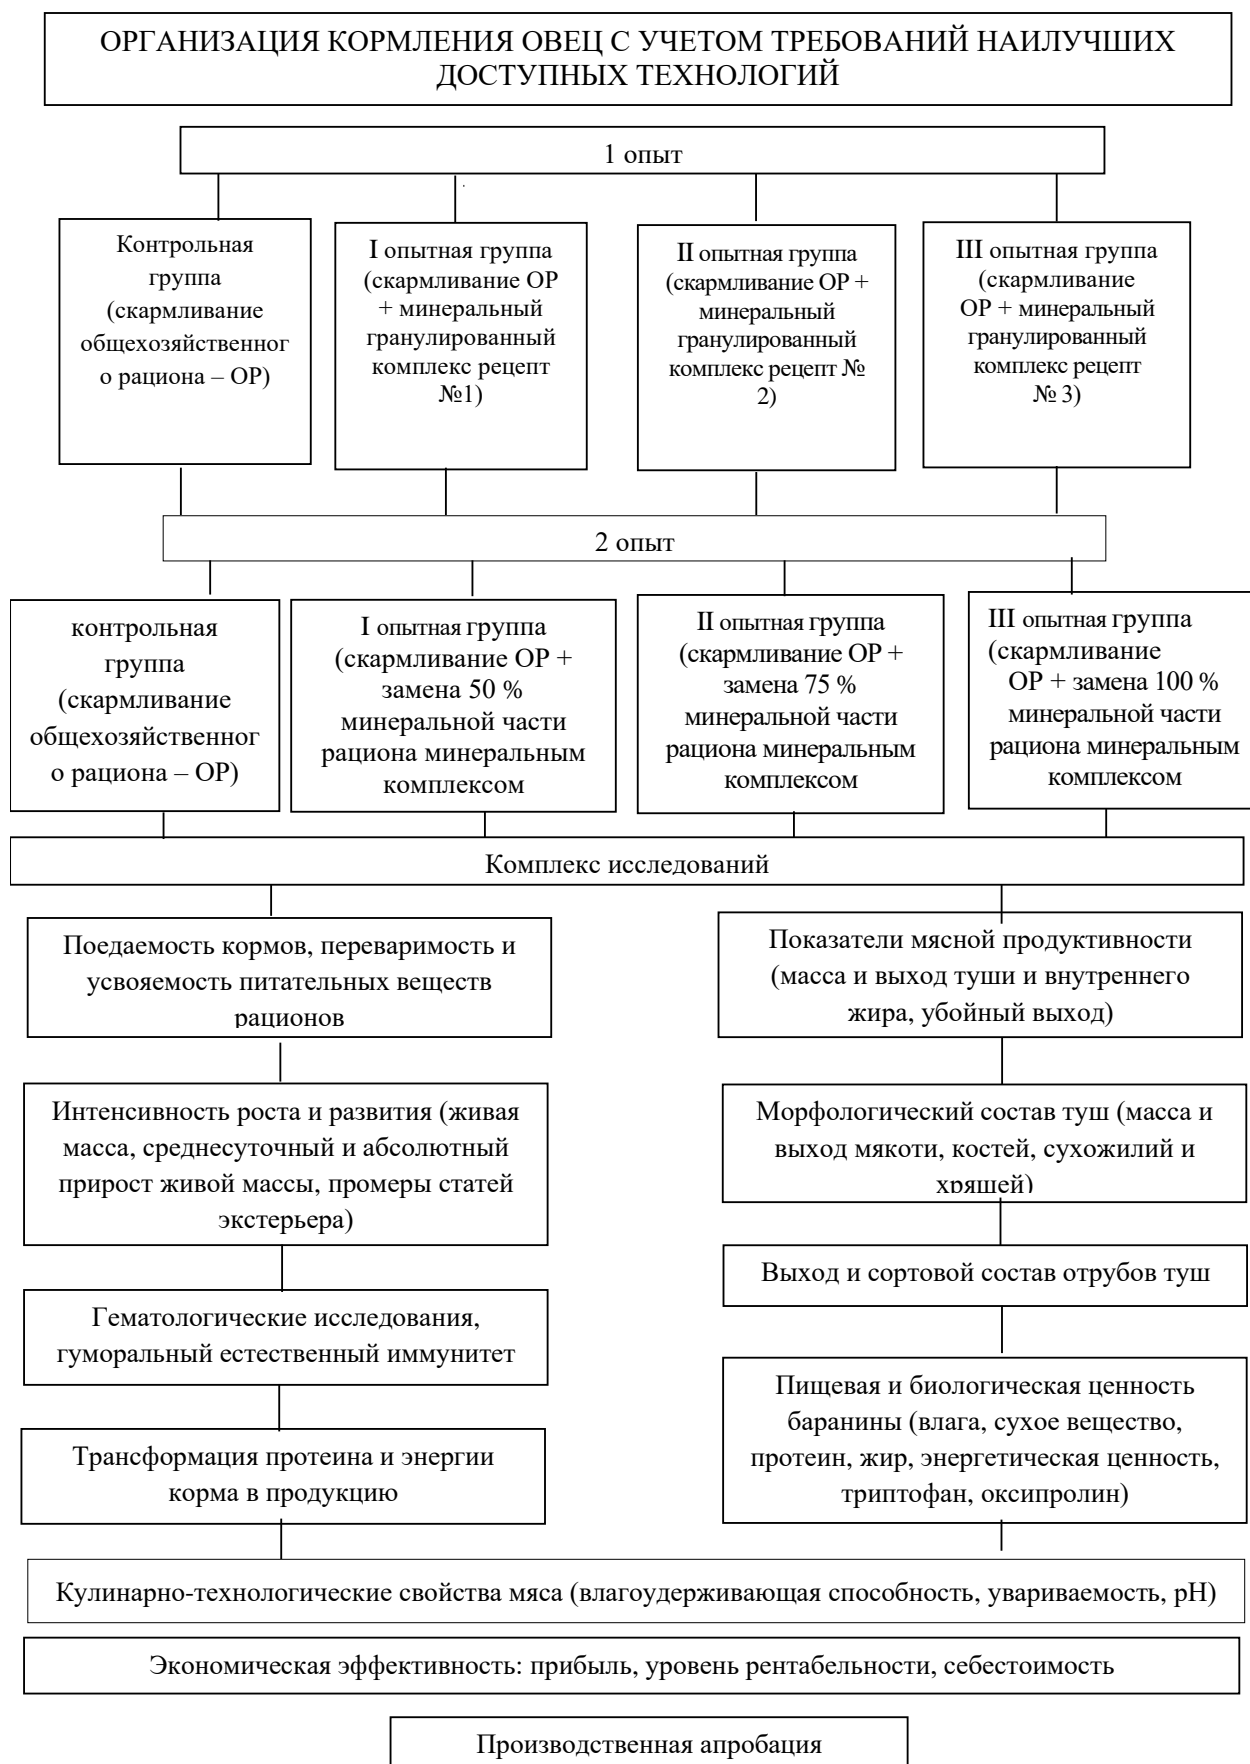 ОРГАНИЗАЦИЯ КОРМЛЕНИЯ ОВЕЦ С УЧЕТОМ ТРЕБОВАНИЙ НАИЛУЧШИХ
ДОСТУПНЫХ ТЕХНОЛОГИЙ
1 опыт
Контрольная
группа
(скармливание
общехозяйственног
о рациона – ОР)
I опытная группа
(скармливание ОР
+ минеральный
гранулированный
комплекс рецепт
№1)
II опытная группа
(скармливание ОР +
минеральный
гранулированный
комплекс рецепт №
2)
III опытная группа
(скармливание
ОР + минеральный
гранулированный
комплекс рецепт
№ 3)
2 опыт
контрольная
группа
(скармливание
общехозяйственног
о рациона – ОР)
I опытная группа
(скармливание ОР +
замена 50 %
минеральной части
рациона минеральным
комплексом
II опытная группа
(скармливание ОР +
замена 75 %
минеральной части
рациона минеральным
комплексом
III опытная группа
(скармливание
ОР + замена 100 %
минеральной части
рациона минеральным
комплексом
Комплекс исследований
Поедаемость кормов, переваримость и
усвояемость питательных веществ
рационов
Показатели мясной продуктивности
(масса и выход туши и внутреннего
жира, убойный выход)
Интенсивность роста и развития (живая
масса, среднесуточный и абсолютный
прирост живой массы, промеры статей
экстерьера)
Морфологический состав туш (масса и
выход мякоти, костей, сухожилий и
хрящей)
Выход и сортовой состав отрубов туш
Гематологические исследования,
гуморальный естественный иммунитет
Пищевая и биологическая ценность
баранины (влага, сухое вещество,
протеин, жир, энергетическая ценность,
триптофан, оксипролин)
Трансформация протеина и энергии
корма в продукцию
Кулинарно-технологические свойства мяса (влагоудерживающая способность, увариваемость, pH)
Экономическая эффективность: прибыль, уровень рентабельности, себестоимость
Производственная апробация